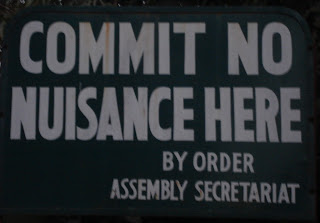 COMMIT NO
NUISANCE HERE
BY ORDER
ASSEMBLY SECRETARIAT